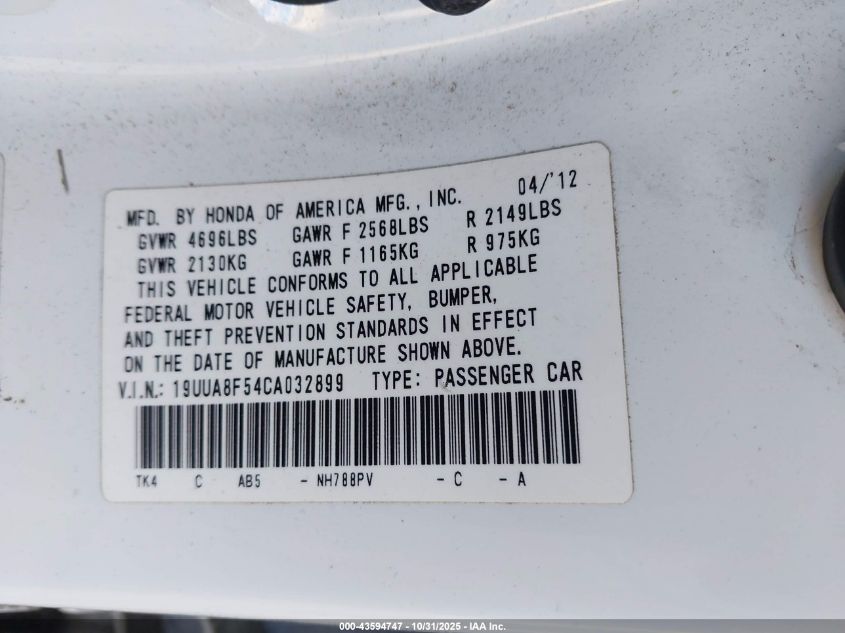 MFD. BY HONDA OF AMERICA MFG., INC. 04/'12
GVWR 4696LBS GAWR F 2568LBS R 2149LBS
GVWR 2130KG GAWR F 1165KG R 975KG
THIS VEHICLE CONFORMS TO ALL APPLICABLE
FEDERAL MOTOR VEHICLE SAFETY, BUMPER,
AND THEFT PREVENTION STANDARDS IN EFFECT
ON THE DATE OF MANUFACTURE SHOWN ABOVE.
V.I.N.: 19UUA8F54CA032899 TYPE: PASSENGER CAR
TK4 C AB5 - NH788PV - C - A
000-43594747 - 10/31/2025 - IAA Inc.